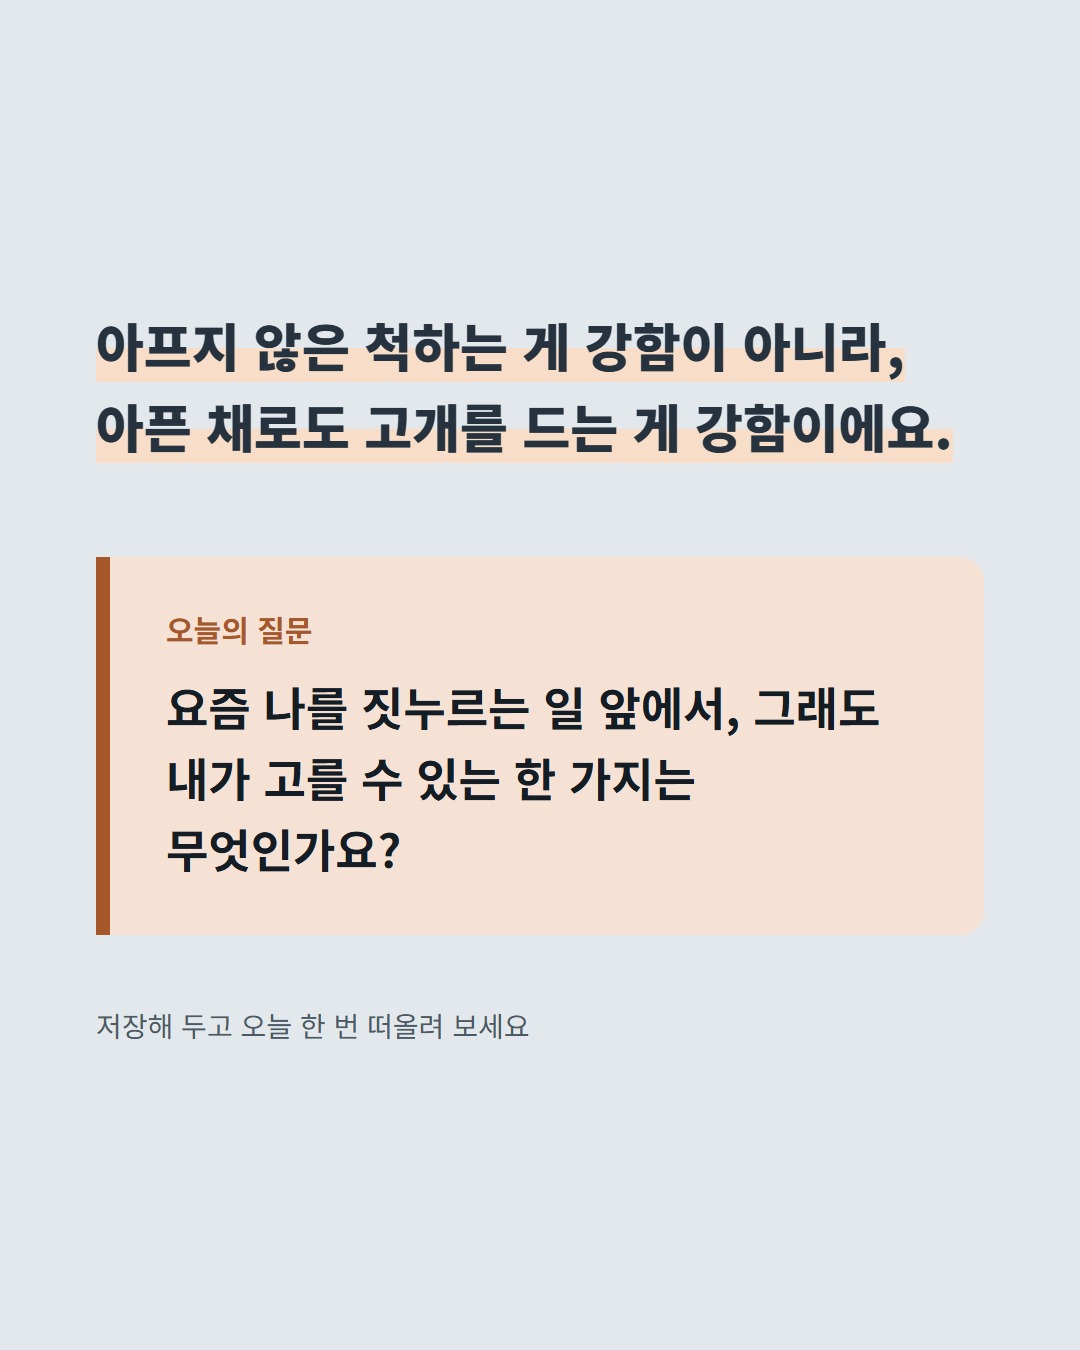 아프지 않은 척하는 게 강함이 아니라,
아픈 채로도 고개를 드는 게 강함이에요.
오늘의 질문
요즘 나를 짓누르는 일 앞에서, 그래도
내가 고를 수 있는 한 가지는
무엇인가요?
저장해 두고 오늘 한 번 떠올려 보세요